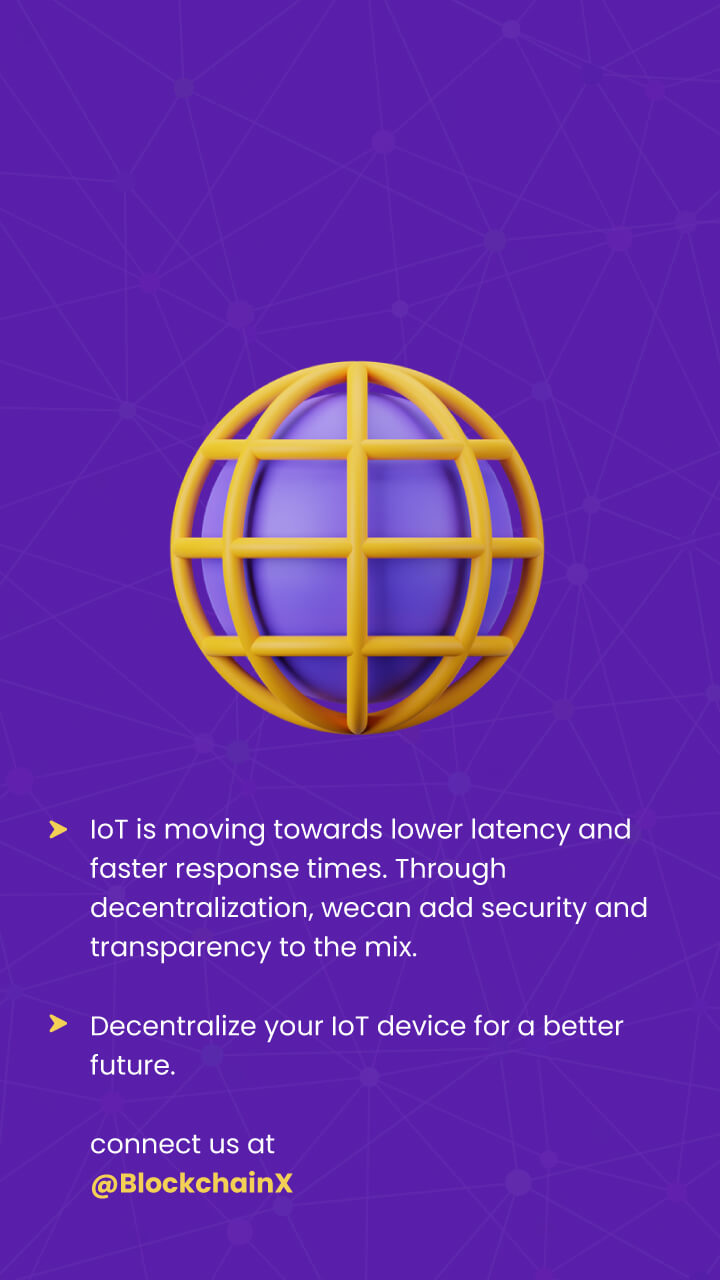 IoT is moving towards lower latency and
faster response times. Through
decentralization, wecan add security and
transparency to the mix.
Decentralize your IoT device for a better
future.
connect us at
@BlockchainX